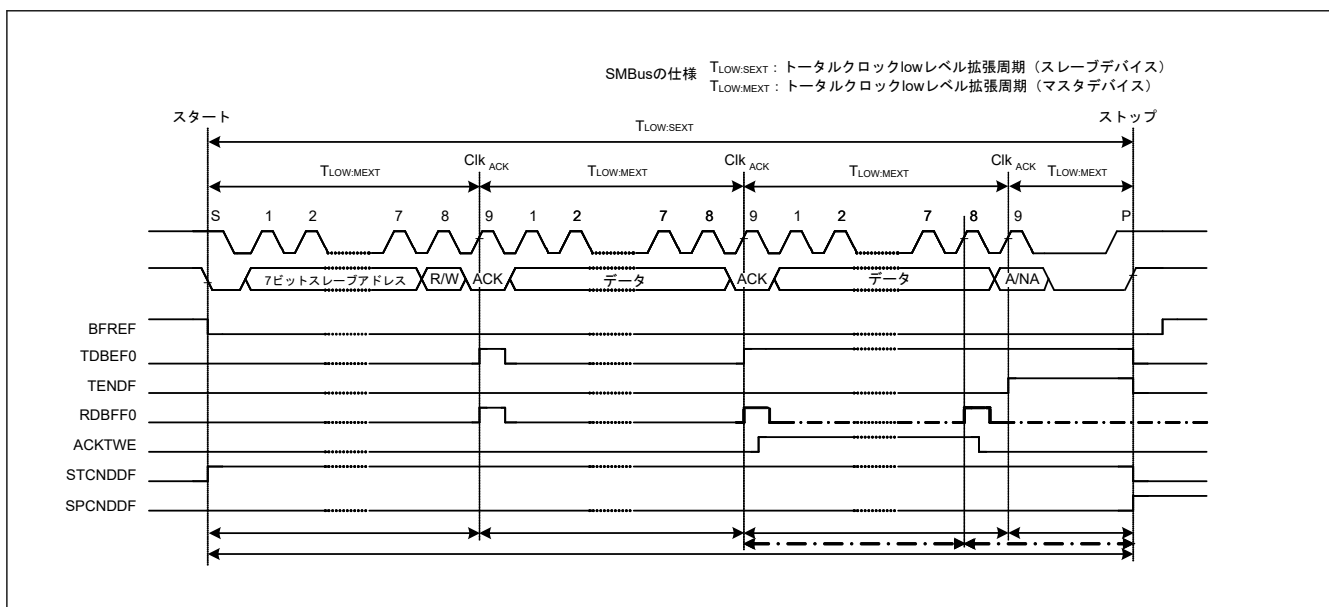 SMBusの仕様 TLOW:SEXT：トータルクロックlowレベル拡張周期（スレーブデバイス）
TLOW:MEXT：トータルクロックlowレベル拡張周期（マスタデバイス）
スタート ストップ
TLOW:SEXT
TLOW:MEXT Clk ACK TLOW:MEXT Clk ACK TLOW:MEXT Clk ACK TLOW:MEXT
S 1 2 7 8 9 1 2 7 8 9 1 2 7 8 9 P
7ビットスレーブアドレス R/W ACK データ ACK データ A/NA
BFREF
TDBEF0
TENDF
RDBFF0
ACKTWE
STCNDDF
SPCNDDF